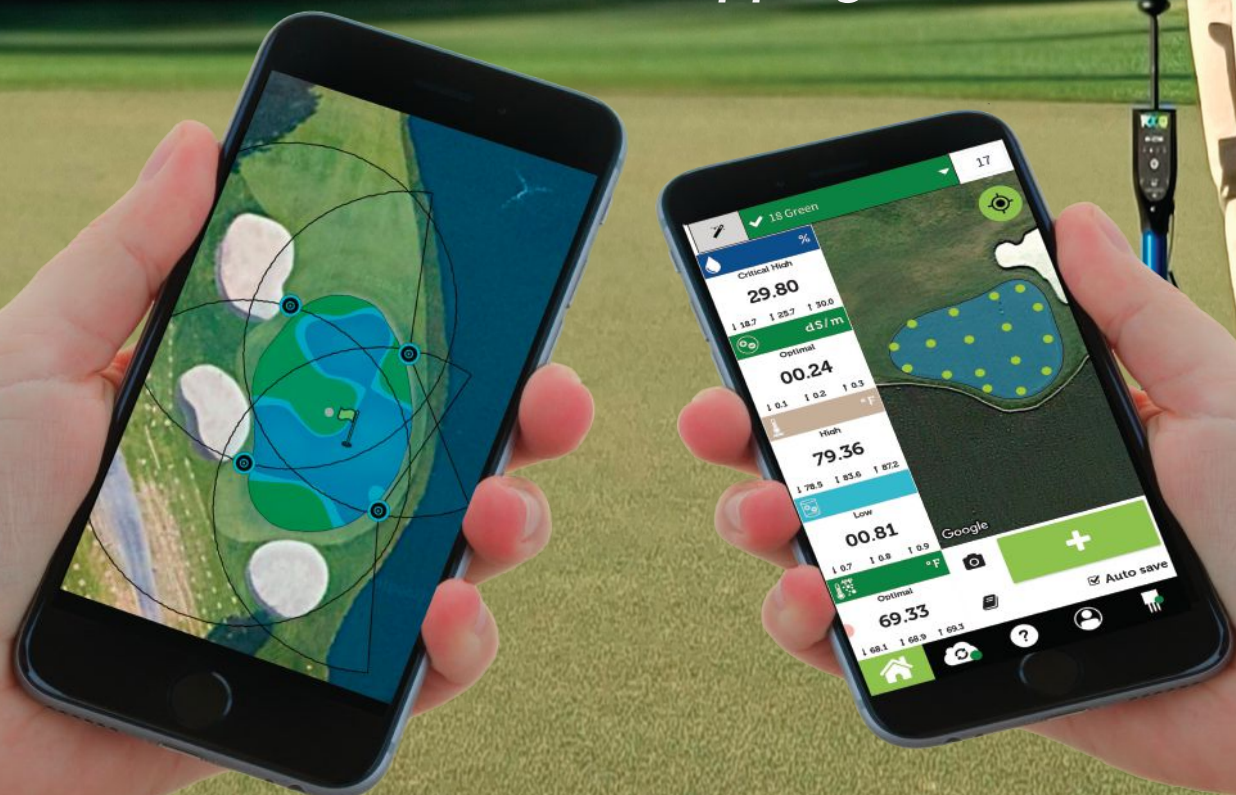 17
18 Green
%
Critical High
29.80
↓ 18.7 ↕ 25.7 ↑ 30.0
dS/m
Optimal
00.24
↓ 0.1 ↕ 0.2 ↑ 0.3
°F
High
79.36
↓ 78.5 ↕ 83.6 ↑ 87.2
Low
00.81
↓ 0.7 ↕ 0.8 ↑ 0.9
°F
Optimal
69.33
↓ 68.1 ↕ 68.9 ↑ 69.3
Google
+
Auto save
?